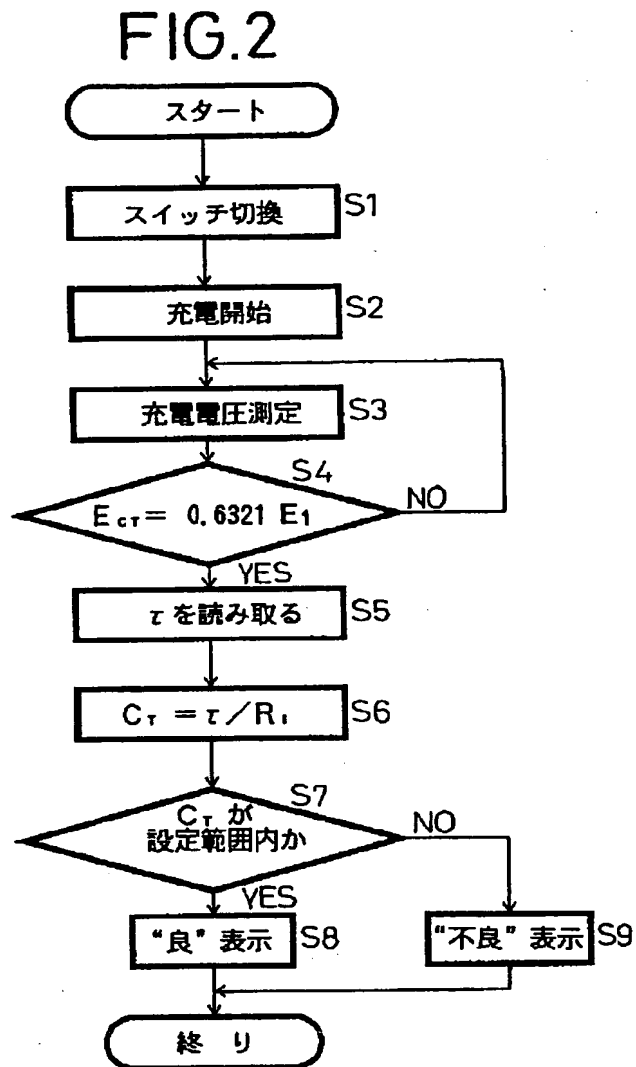 FIG.2
スタート
スイッチ切換 S1
充電開始 S2
充電電圧測定 S3
S4
E_CT = 0.6321 E₁ NO
YES
τを読み取る S5
C_T = τ／R₁ S6
S7
C_T が
設定範囲内か NO
YES
“良”表示 S8 “不良”表示 S9
終り